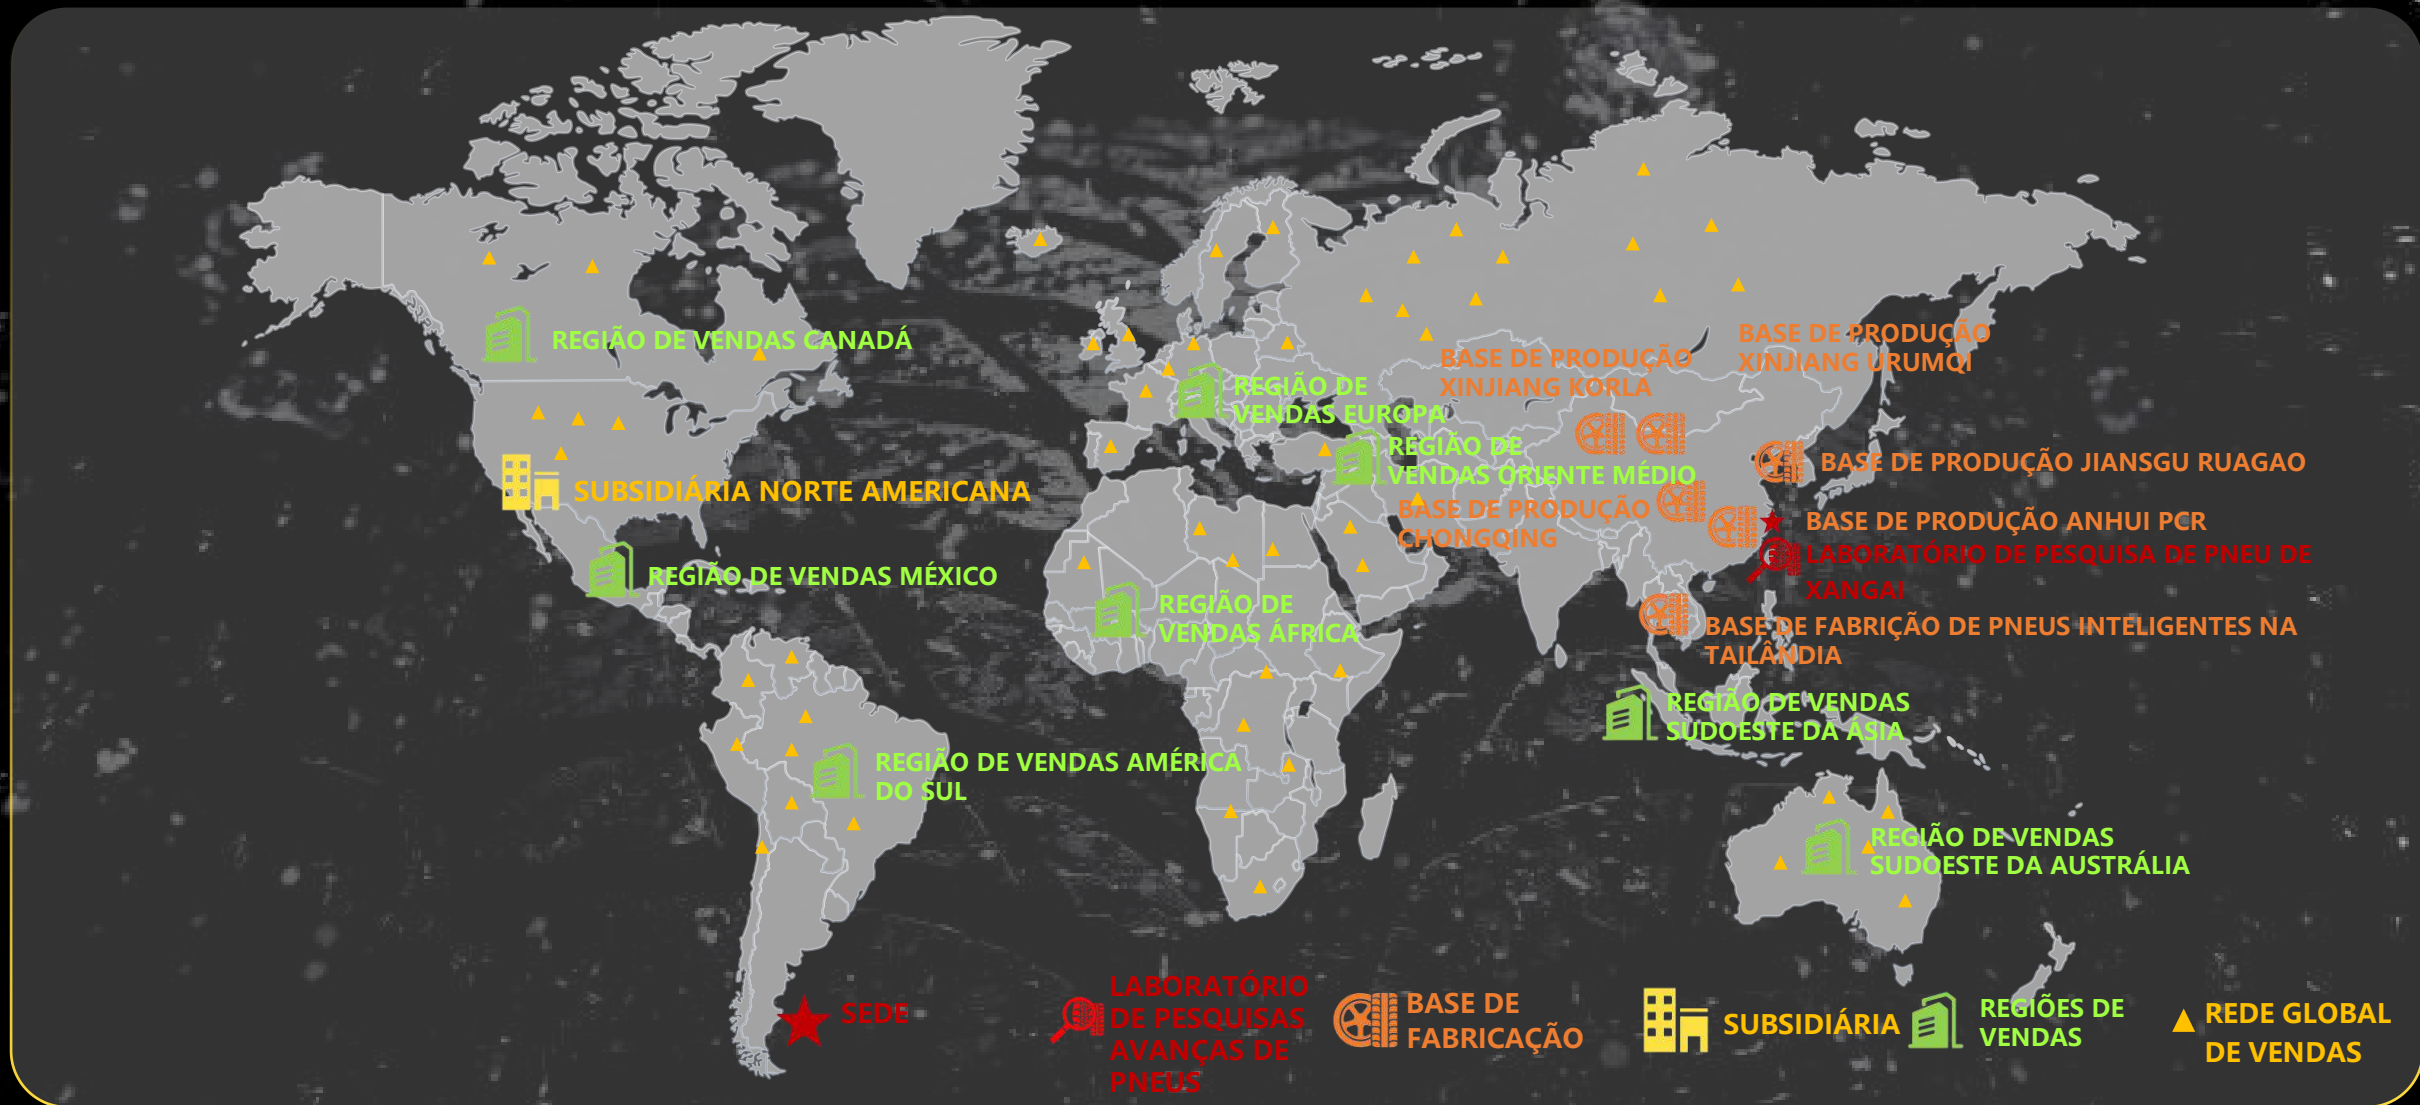 REGIÃO DE VENDAS CANADÁ
BASE DE PRODUÇÃO
XINJIANG URUMQI
BASE DE PRODUÇÃO
XINJIANG KORLA
REGIÃO DE
VENDAS EUROPA
REGIÃO DE
VENDAS ORIENTE MÉDIO
BASE DE PRODUÇÃO JIANSGU RUAGAO
SUBSIDIÁRIA NORTE AMERICANA
BASE DE PRODUÇÃO
CHONGQING
BASE DE PRODUÇÃO ANHUI PCR
LABORATÓRIO DE PESQUISA DE PNEU DE
XANGAI
REGIÃO DE VENDAS MÉXICO
REGIÃO DE
VENDAS ÁFRICA
BASE DE FABRIÇÃO DE PNEUS INTELIGENTES NA
TAILÂNDIA
REGIÃO DE VENDAS
SUDOESTE DA ÁSIA
REGIÃO DE VENDAS AMÉRICA
DO SUL
REGIÃO DE VENDAS
SUDOESTE DA AUSTRÁLIA
SEDE
LABORATÓRIO
DE PESQUISAS
AVANÇAS DE
PNEUS
BASE DE
FABRICAÇÃO
SUBSIDIÁRIA
REGIÕES DE
VENDAS
REDE GLOBAL
DE VENDAS